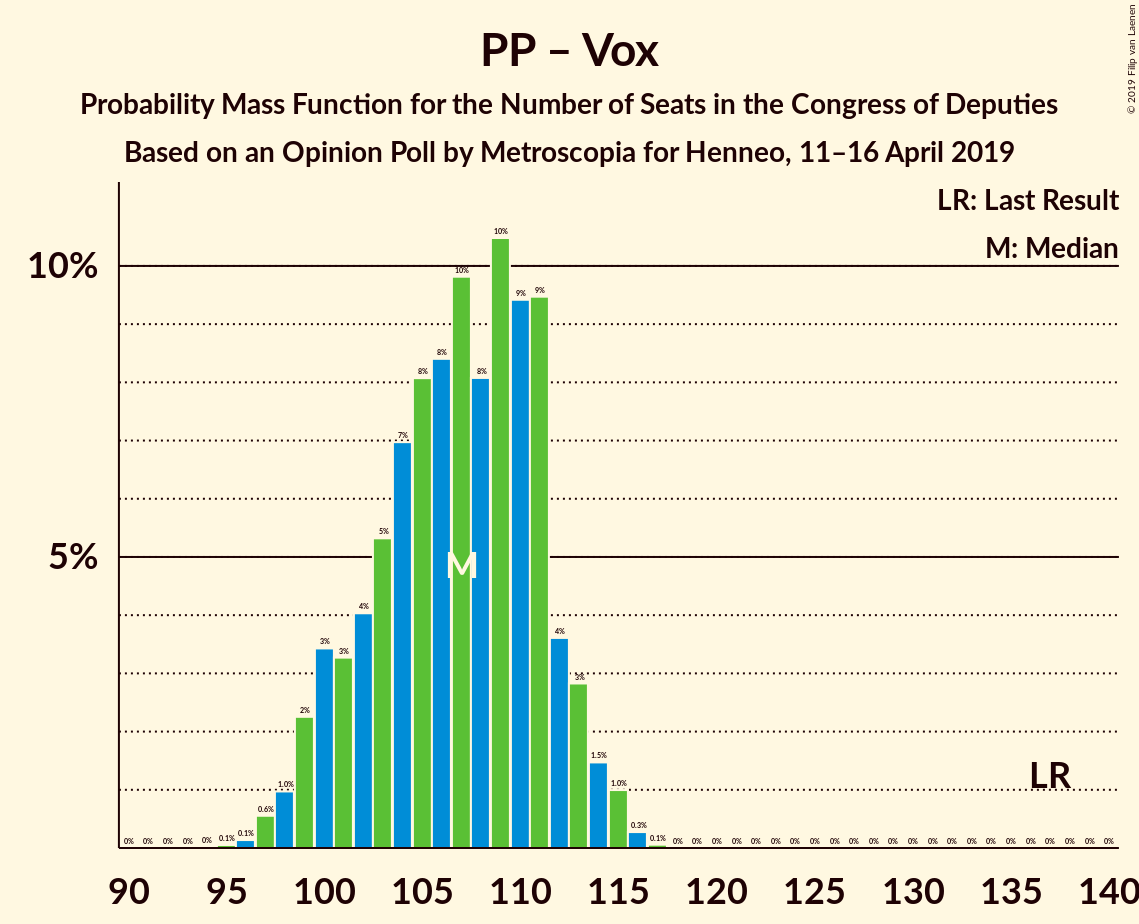 PP – Vox
Probability Mass Function for the Number of Seats in the Congress of Deputies
Based on an Opinion Poll by Metroscopia for Henneo, 11–16 April 2019
© 2019 Filip van Laenen
LR: Last Result
M: Median
10%
5%
0% 0% 0% 0% 0% 0.1% 0.1% 0.6% 1.0% 2% 3% 3% 4% 5% 7% 8% 8% 10% 8% 10% 9% 9% 4% 3% 1.5% 1.0% 0.3% 0.1% 0% 0% 0% 0% 0% 0% 0% 0% 0% 0% 0% 0% 0% 0% 0% 0% 0% 0% 0% 0% 0% 0% 0%
M
LR
90 95 100 105 110 115 120 125 130 135 140